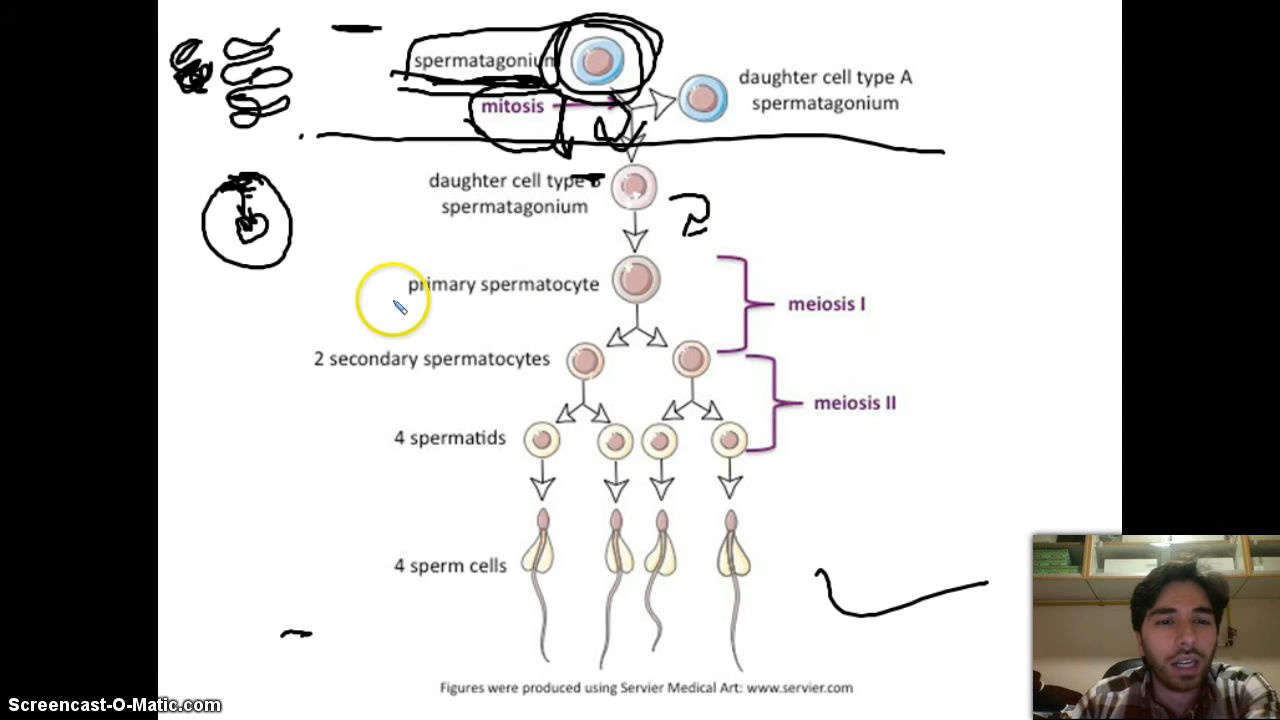 spermatagonium
mitosis
daughter cell type A
spermatagonium
daughter cell type B
spermatagonium
primary spermatocyte
meiosis I
2 secondary spermatocytes
meiosis II
4 spermatids
4 sperm cells
Figures were produced using Servier Medical Art: www.servier.com
Screencast-O-Matic.com